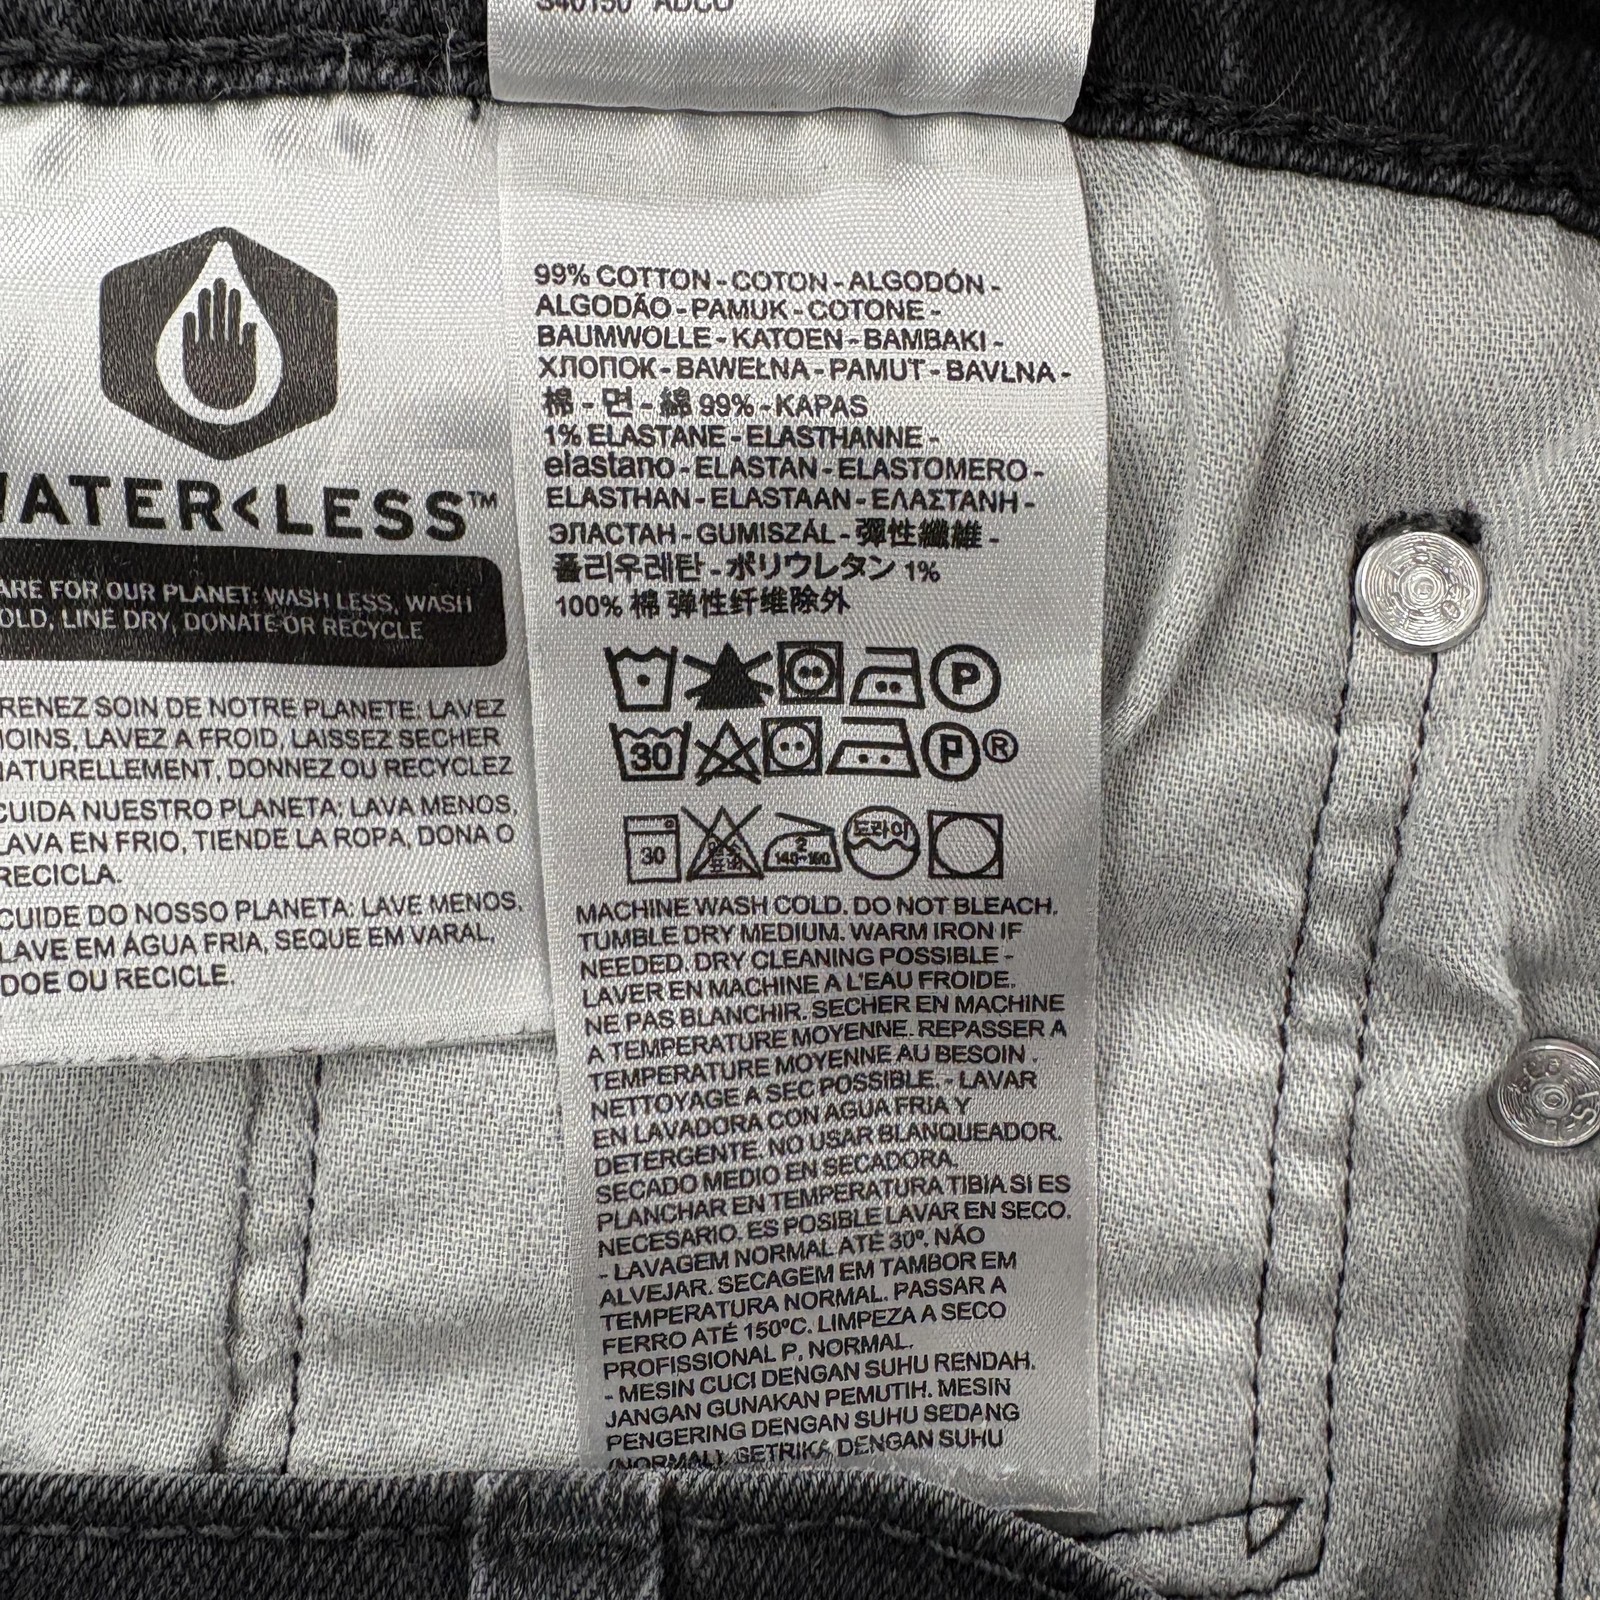 S40150 ADCO
WATER<LESS™
ARE FOR OUR PLANET: WASH LESS, WASH
OLD, LINE DRY, DONATE OR RECYCLE
RENEZ SOIN DE NOTRE PLANETE: LAVEZ
OINS, LAVEZ A FROID, LAISSEZ SECHER
NATURELLEMENT, DONNEZ OU RECYCLEZ
CUIDA NUESTRO PLANETA: LAVA MENOS,
LAVA EN FRIO, TIENDE LA ROPA, DONA O
RECICLA.
CUIDE DO NOSSO PLANETA: LAVE MENOS,
LAVE EM ÁGUA FRIA, SEQUE EM VARAL,
DOE OU RECICLE.
99% COTTON - COTON - ALGODÓN -
ALGODÃO - PAMUK - COTONE -
BAUMWOLLE - KATOEN - BAMBAKI -
ХЛОПОК - BAWEŁNA - PAMUT - BAVLNA -
棉 - 면 - 綿 99% - KAPAS
1% ELASTANE - ELASTHANNE -
elastano - ELASTAN - ELASTOMERO -
ELASTHAN - ELASTAAN - ΕΛΑΣΤΑΝΗ -
ЭЛАСТАН - GUMISZÁL - 彈性纖維 -
폴리우레탄 - ポリウレタン 1%
100% 棉 弹性纤维除外
P
30 P®
30 2 140~160 드라이
MACHINE WASH COLD. DO NOT BLEACH.
TUMBLE DRY MEDIUM. WARM IRON IF
NEEDED. DRY CLEANING POSSIBLE -
LAVER EN MACHINE A L'EAU FROIDE.
NE PAS BLANCHIR. SECHER EN MACHINE
A TEMPERATURE MOYENNE. REPASSER A
TEMPERATURE MOYENNE AU BESOIN .
NETTOYAGE A SEC POSSIBLE. - LAVAR
EN LAVADORA CON AGUA FRIA Y
DETERGENTE. NO USAR BLANQUEADOR.
SECADO MEDIO EN SECADORA.
PLANCHAR EN TEMPERATURA TIBIA SI ES
NECESARIO. ES POSIBLE LAVAR EN SECO.
- LAVAGEM NORMAL ATÉ 30º. NÃO
ALVEJAR. SECAGEM EM TAMBOR EM
TEMPERATURA NORMAL. PASSAR A
FERRO ATÉ 150ºC. LIMPEZA A SECO
PROFISSIONAL P, NORMAL.
- MESIN CUCI DENGAN SUHU RENDAH.
JANGAN GUNAKAN PEMUTIH. MESIN
PENGERING DENGAN SUHU SEDANG
(NORMAL). SETRIKA DENGAN SUHU